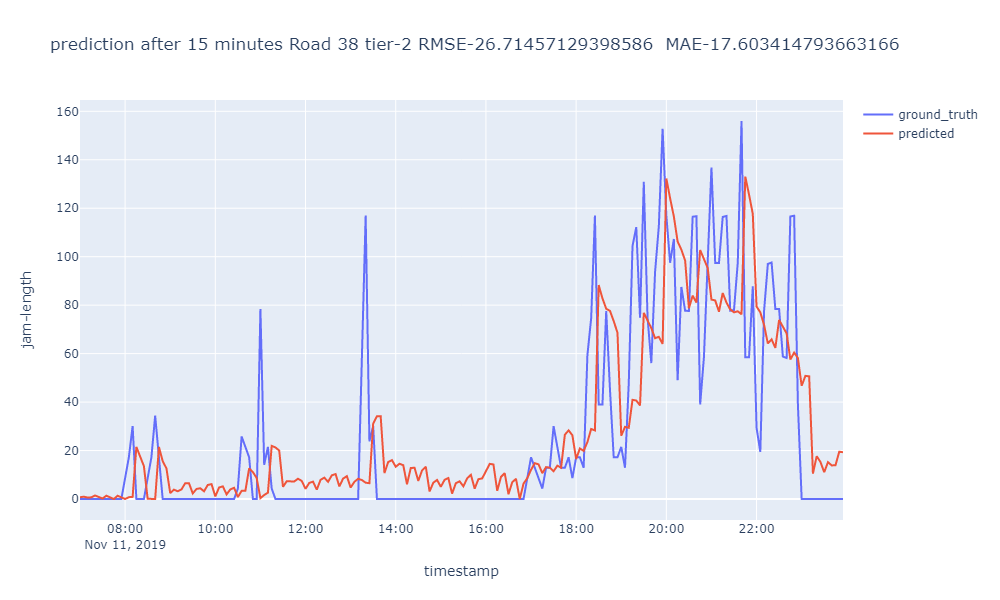 prediction after 15 minutes Road 38 tier-2 RMSE-26.71457129398586  MAE-17.603414793663166
ground_truth
predicted
jam-length
160
140
120
100
80
60
40
20
0
08:00 10:00 12:00 14:00 16:00 18:00 20:00 22:00
Nov 11, 2019
timestamp